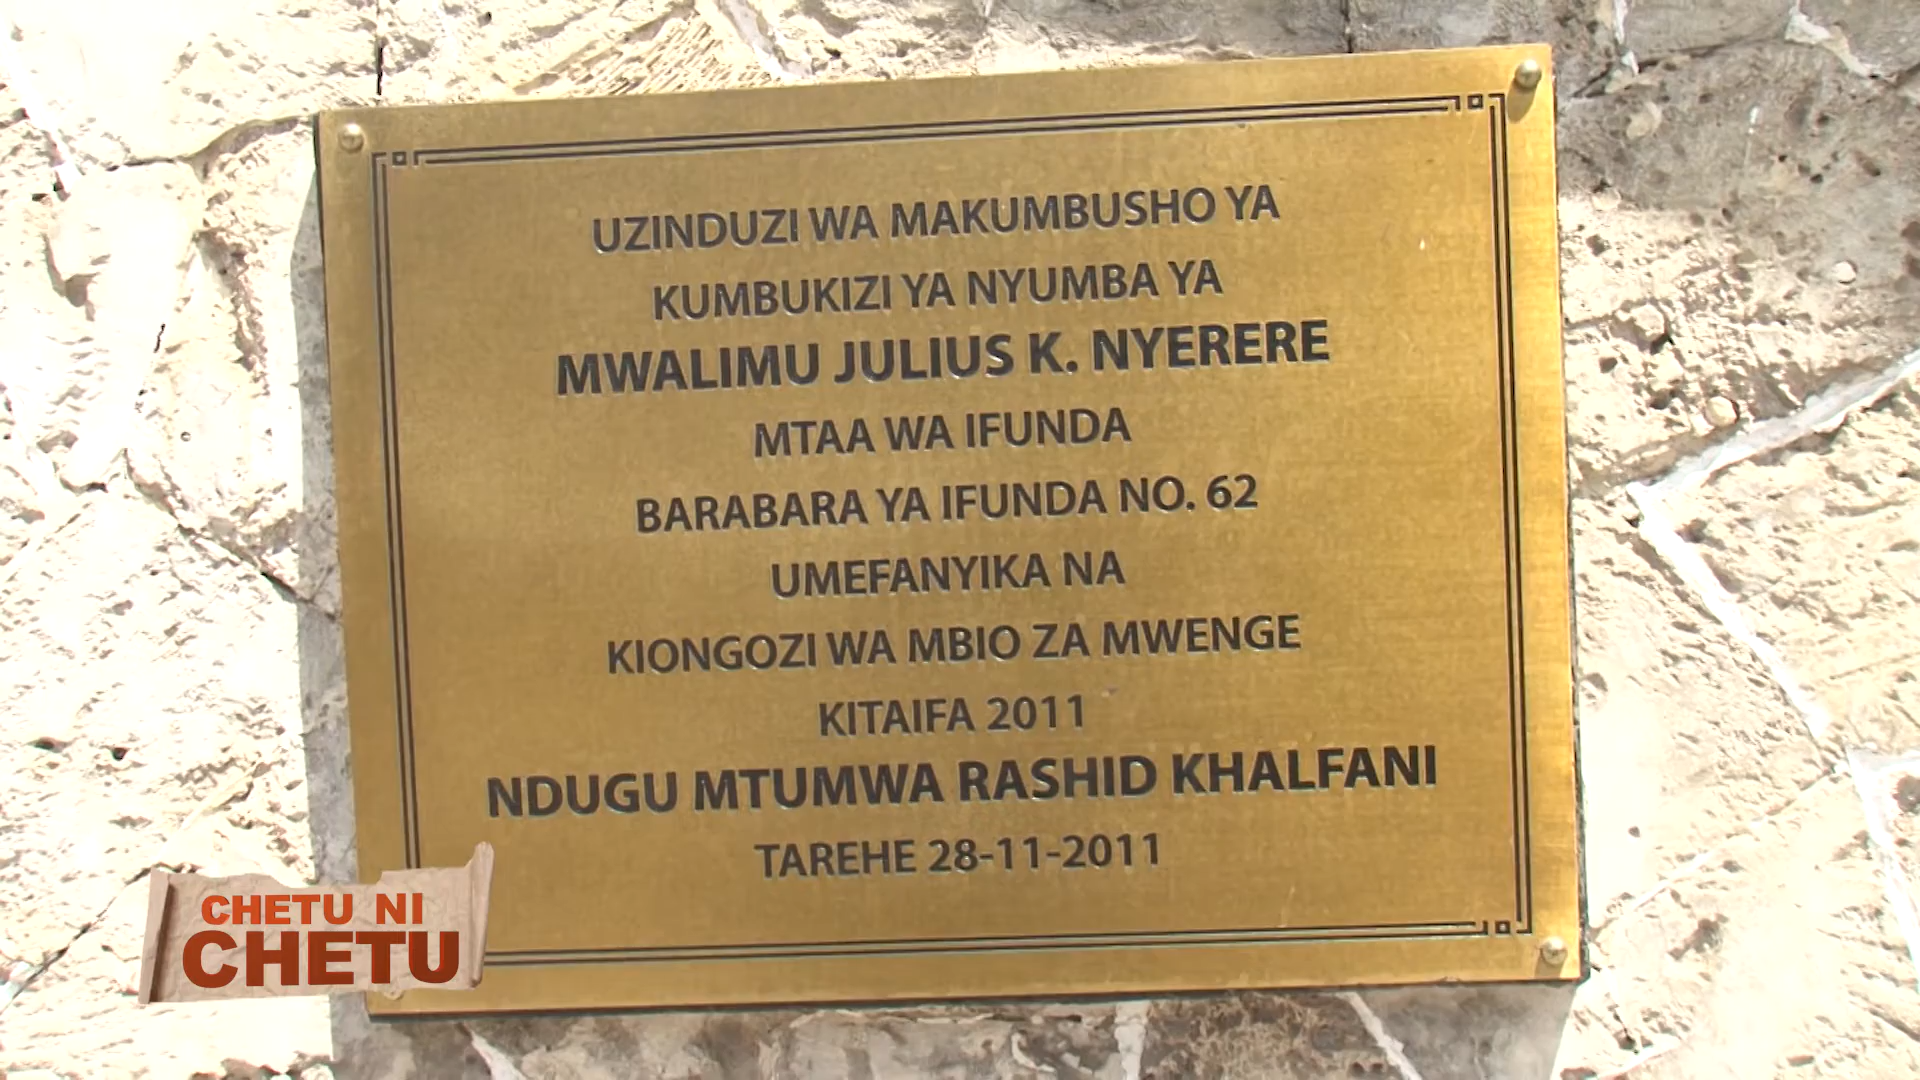 UZINDUZI WA MAKUMBUSHO YA
KUMBUKIZI YA NYUMBA YA
MWALIMU JULIUS K. NYERERE
MTAA WA IFUNDA
BARABARA YA IFUNDA NO. 62
UMEFANYIKA NA
KIONGOZI WA MBIO ZA MWENGE
KITAIFA 2011
NDUGU MTUMWA RASHID KHALFANI
TAREHE 28-11-2011
CHETU NI
CHETU